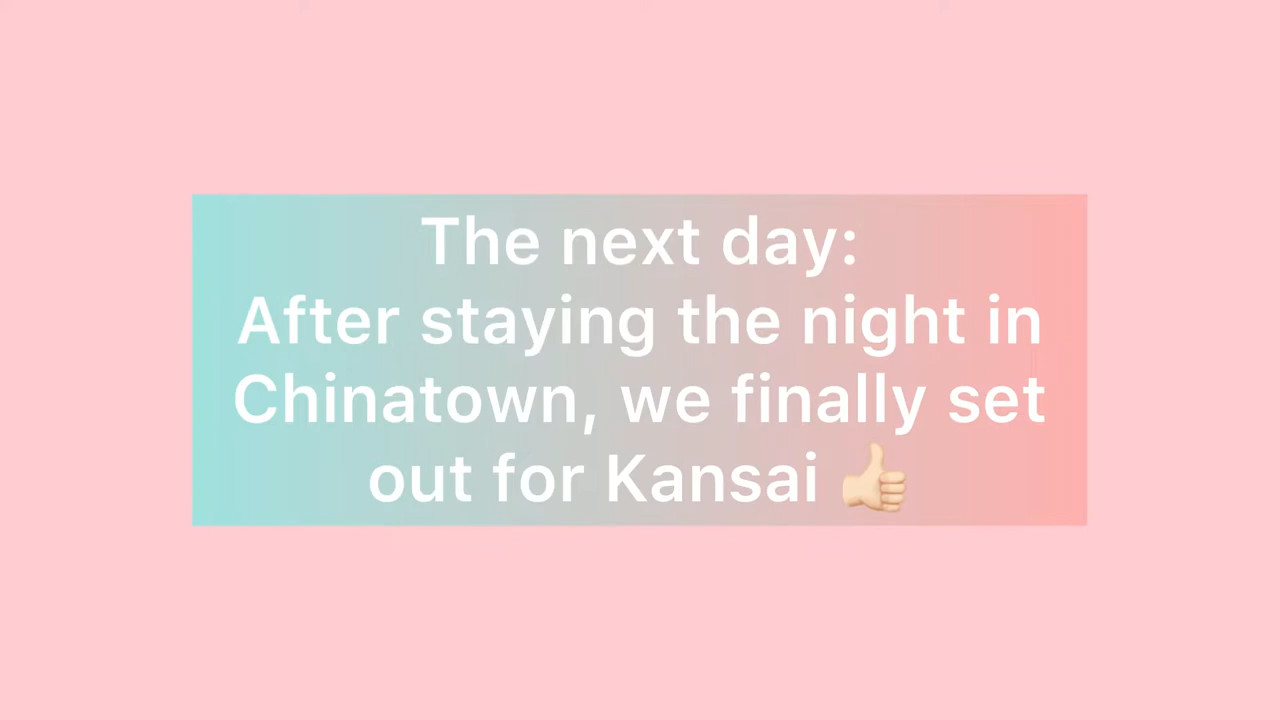 The next day:
After staying the night in
Chinatown, we finally set
out for Kansai 👍🏻